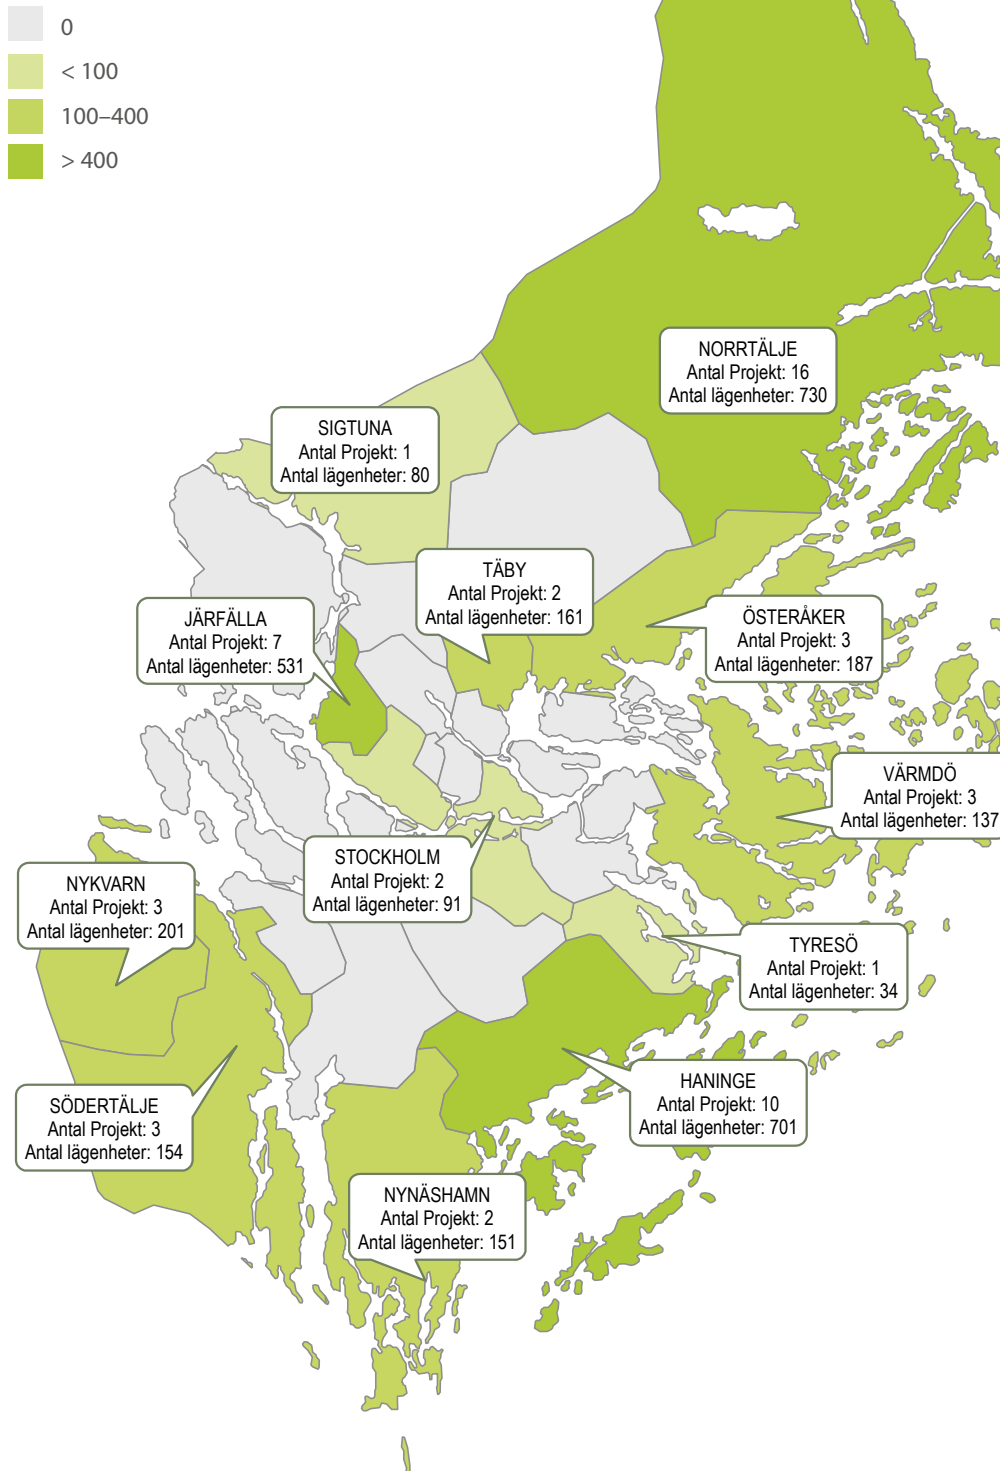 0
< 100
100–400
> 400
NORRTÄLJE
Antal Projekt: 16
Antal lägenheter: 730
SIGTUNA
Antal Projekt: 1
Antal lägenheter: 80
TÄBY
Antal Projekt: 2
Antal lägenheter: 161
JÄRFÄLLA
Antal Projekt: 7
Antal lägenheter: 531
ÖSTERÅKER
Antal Projekt: 3
Antal lägenheter: 187
VÄRMDÖ
Antal Projekt: 3
Antal lägenheter: 137
STOCKHOLM
Antal Projekt: 2
Antal lägenheter: 91
NYKVARN
Antal Projekt: 3
Antal lägenheter: 201
TYRESÖ
Antal Projekt: 1
Antal lägenheter: 34
HANINGE
Antal Projekt: 10
Antal lägenheter: 701
SÖDERTÄLJE
Antal Projekt: 3
Antal lägenheter: 154
NYNÄSHAMN
Antal Projekt: 2
Antal lägenheter: 151